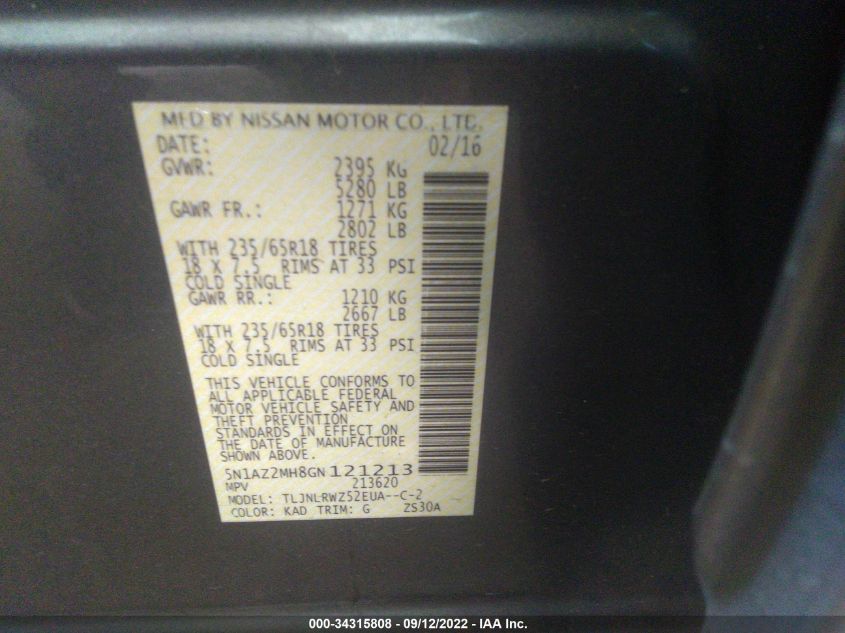 MFD BY NISSAN MOTOR CO., LTD.
DATE: 02/16
GVWR: 2395 KG
5280 LB
GAWR FR.: 1271 KG
2802 LB
WITH 235/65R18 TIRES
18 X 7.5 RIMS AT 33 PSI
COLD SINGLE
GAWR RR.: 1210 KG
2667 LB
WITH 235/65R18 TIRES
18 X 7.5 RIMS AT 33 PSI
COLD SINGLE
THIS VEHICLE CONFORMS TO
ALL APPLICABLE FEDERAL
MOTOR VEHICLE SAFETY AND
THEFT PREVENTION
STANDARDS IN EFFECT ON
THE DATE OF MANUFACTURE
SHOWN ABOVE.
5N1AZ2MH8GN121213
MPV 213620
MODEL: TLJNLRWZ52EUA--C-2
COLOR: KAD TRIM: G ZS30A
000-34315808 - 09/12/2022 - IAA Inc.